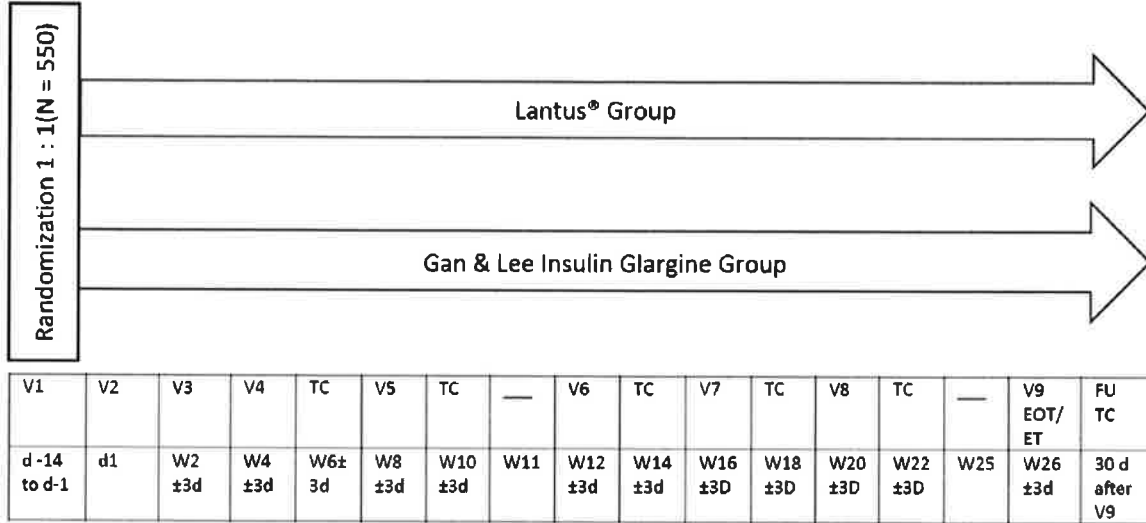 Randomization 1 : 1(N = 550)
Lantus® Group
Gan & Lee Insulin Glargine Group
V1 V2 V3 V4 TC V5 TC — V6 TC V7 TC V8 TC — V9 EOT/ ET FU TC
d -14 to d-1 d1 W2 ±3d W4 ±3d W6± 3d W8 ±3d W10 ±3d W11 W12 ±3d W14 ±3d W16 ±3D W18 ±3D W20 ±3D W22 ±3D W25 W26 ±3d 30 d after V9